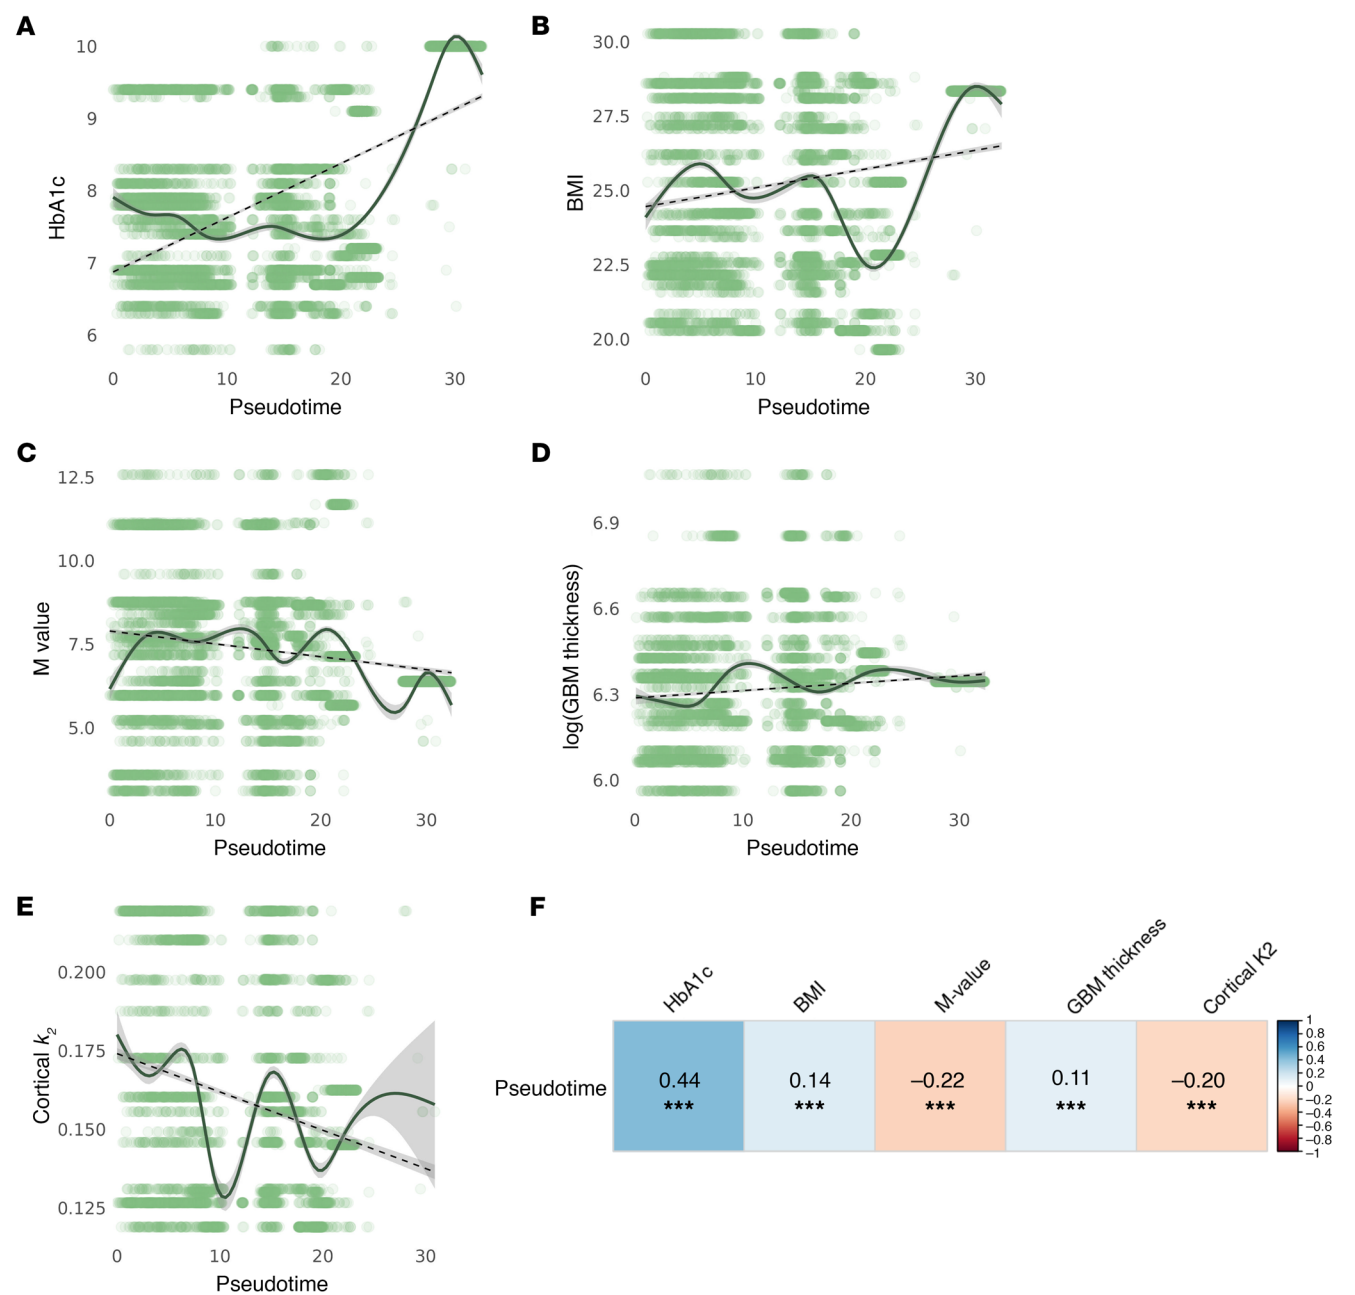 A
HbA1c
10
9
8
7
6
0 10 20 30
Pseudotime
B
BMI
30.0
27.5
25.0
22.5
20.0
0 10 20 30
Pseudotime
C
M value
12.5
10.0
7.5
5.0
0 10 20 30
Pseudotime
D
log(GBM thickness)
6.9
6.6
6.3
6.0
0 10 20 30
Pseudotime
E
Cortical k2
0.200
0.175
0.150
0.125
0 10 20 30
Pseudotime
F
HbA1c BMI M-value GBM thickness Cortical K2
Pseudotime
0.44 0.14 −0.22 0.11 −0.20
*** *** *** *** ***
1
0.8
0.6
0.4
0.2
0
−0.2
−0.4
−0.6
−0.8
−1